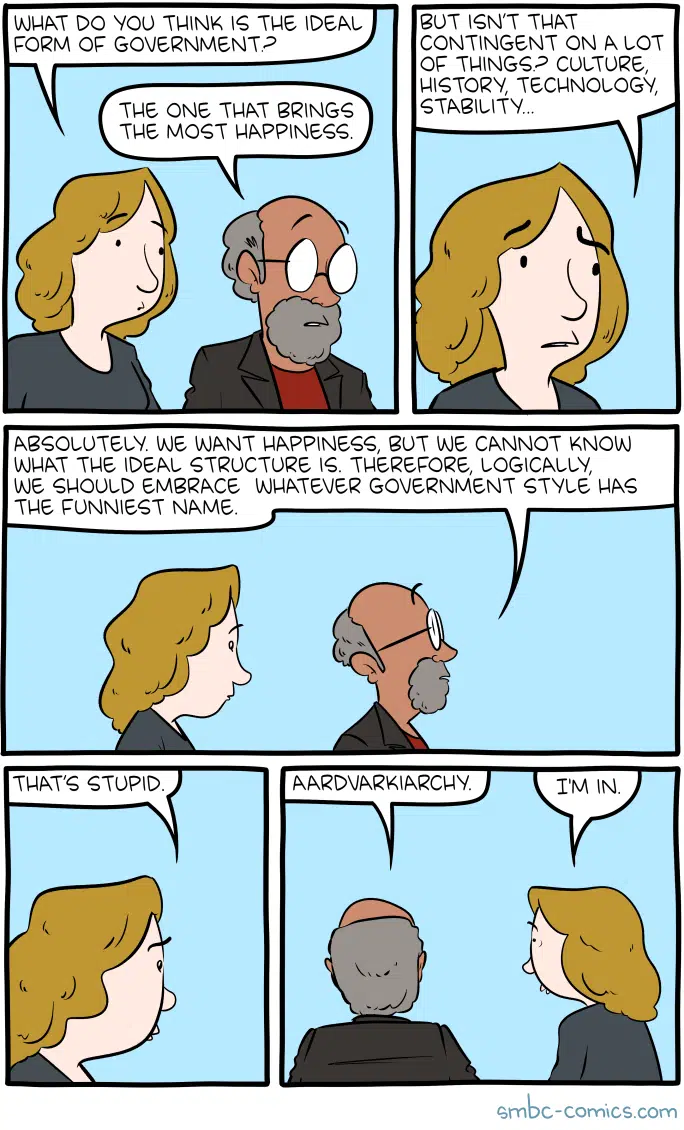 WHAT DO YOU THINK IS THE IDEAL
FORM OF GOVERNMENT?
THE ONE THAT BRINGS
THE MOST HAPPINESS.
BUT ISN'T THAT
CONTINGENT ON A LOT
OF THINGS? CULTURE,
HISTORY, TECHNOLOGY,
STABILITY...
ABSOLUTELY. WE WANT HAPPINESS, BUT WE CANNOT KNOW
WHAT THE IDEAL STRUCTURE IS. THEREFORE, LOGICALLY,
WE SHOULD EMBRACE WHATEVER GOVERNMENT STYLE HAS
THE FUNNIEST NAME.
THAT'S STUPID.
AARDVARKIARCHY.
I'M IN.
smbc-comics.com